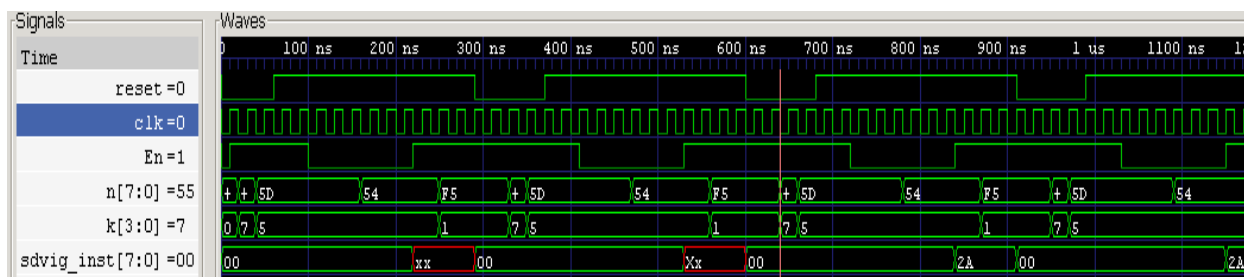 Signals Waves
Time 0 100 ns 200 ns 300 ns 400 ns 500 ns 600 ns 700 ns 800 ns 900 ns 1 us 1100 ns 1
reset =0
clk =0
En =1
n[7:0] =55 + + 5D 54 F5 + 5D 54 F5 + 5D 54 F5 + 5D 54
k[3:0] =7 0 7 5 1 7 5 1 7 5 1 7 5
sdvig_inst[7:0] =00 00 xx 00 Xx 00 2A 00 2A